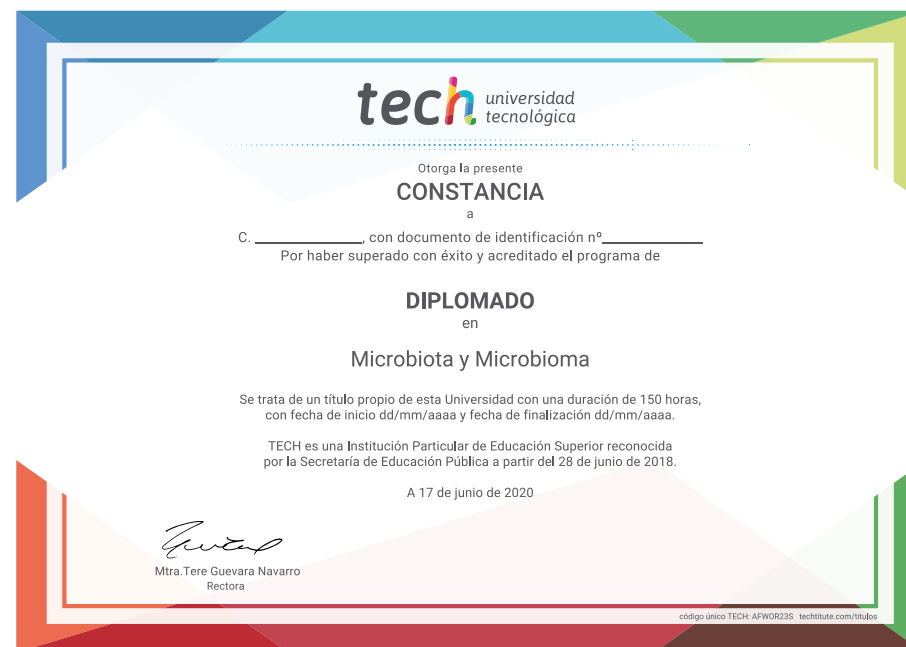 tech universidad
tecnológica
Otorga la presente
CONSTANCIA
a
C. ____________, con documento de identificación nº____________
Por haber superado con éxito y acreditado el programa de
DIPLOMADO
en
Microbiota y Microbioma
Se trata de un título propio de esta Universidad con una duración de 150 horas,
con fecha de inicio dd/mm/aaaa y fecha de finalización dd/mm/aaaa.
TECH es una Institución Particular de Educación Superior reconocida
por la Secretaría de Educación Pública a partir del 28 de junio de 2018.
A 17 de junio de 2020
Mtra.Tere Guevara Navarro
Rectora
código único TECH: AFWOR23S techtitute.com/titulos